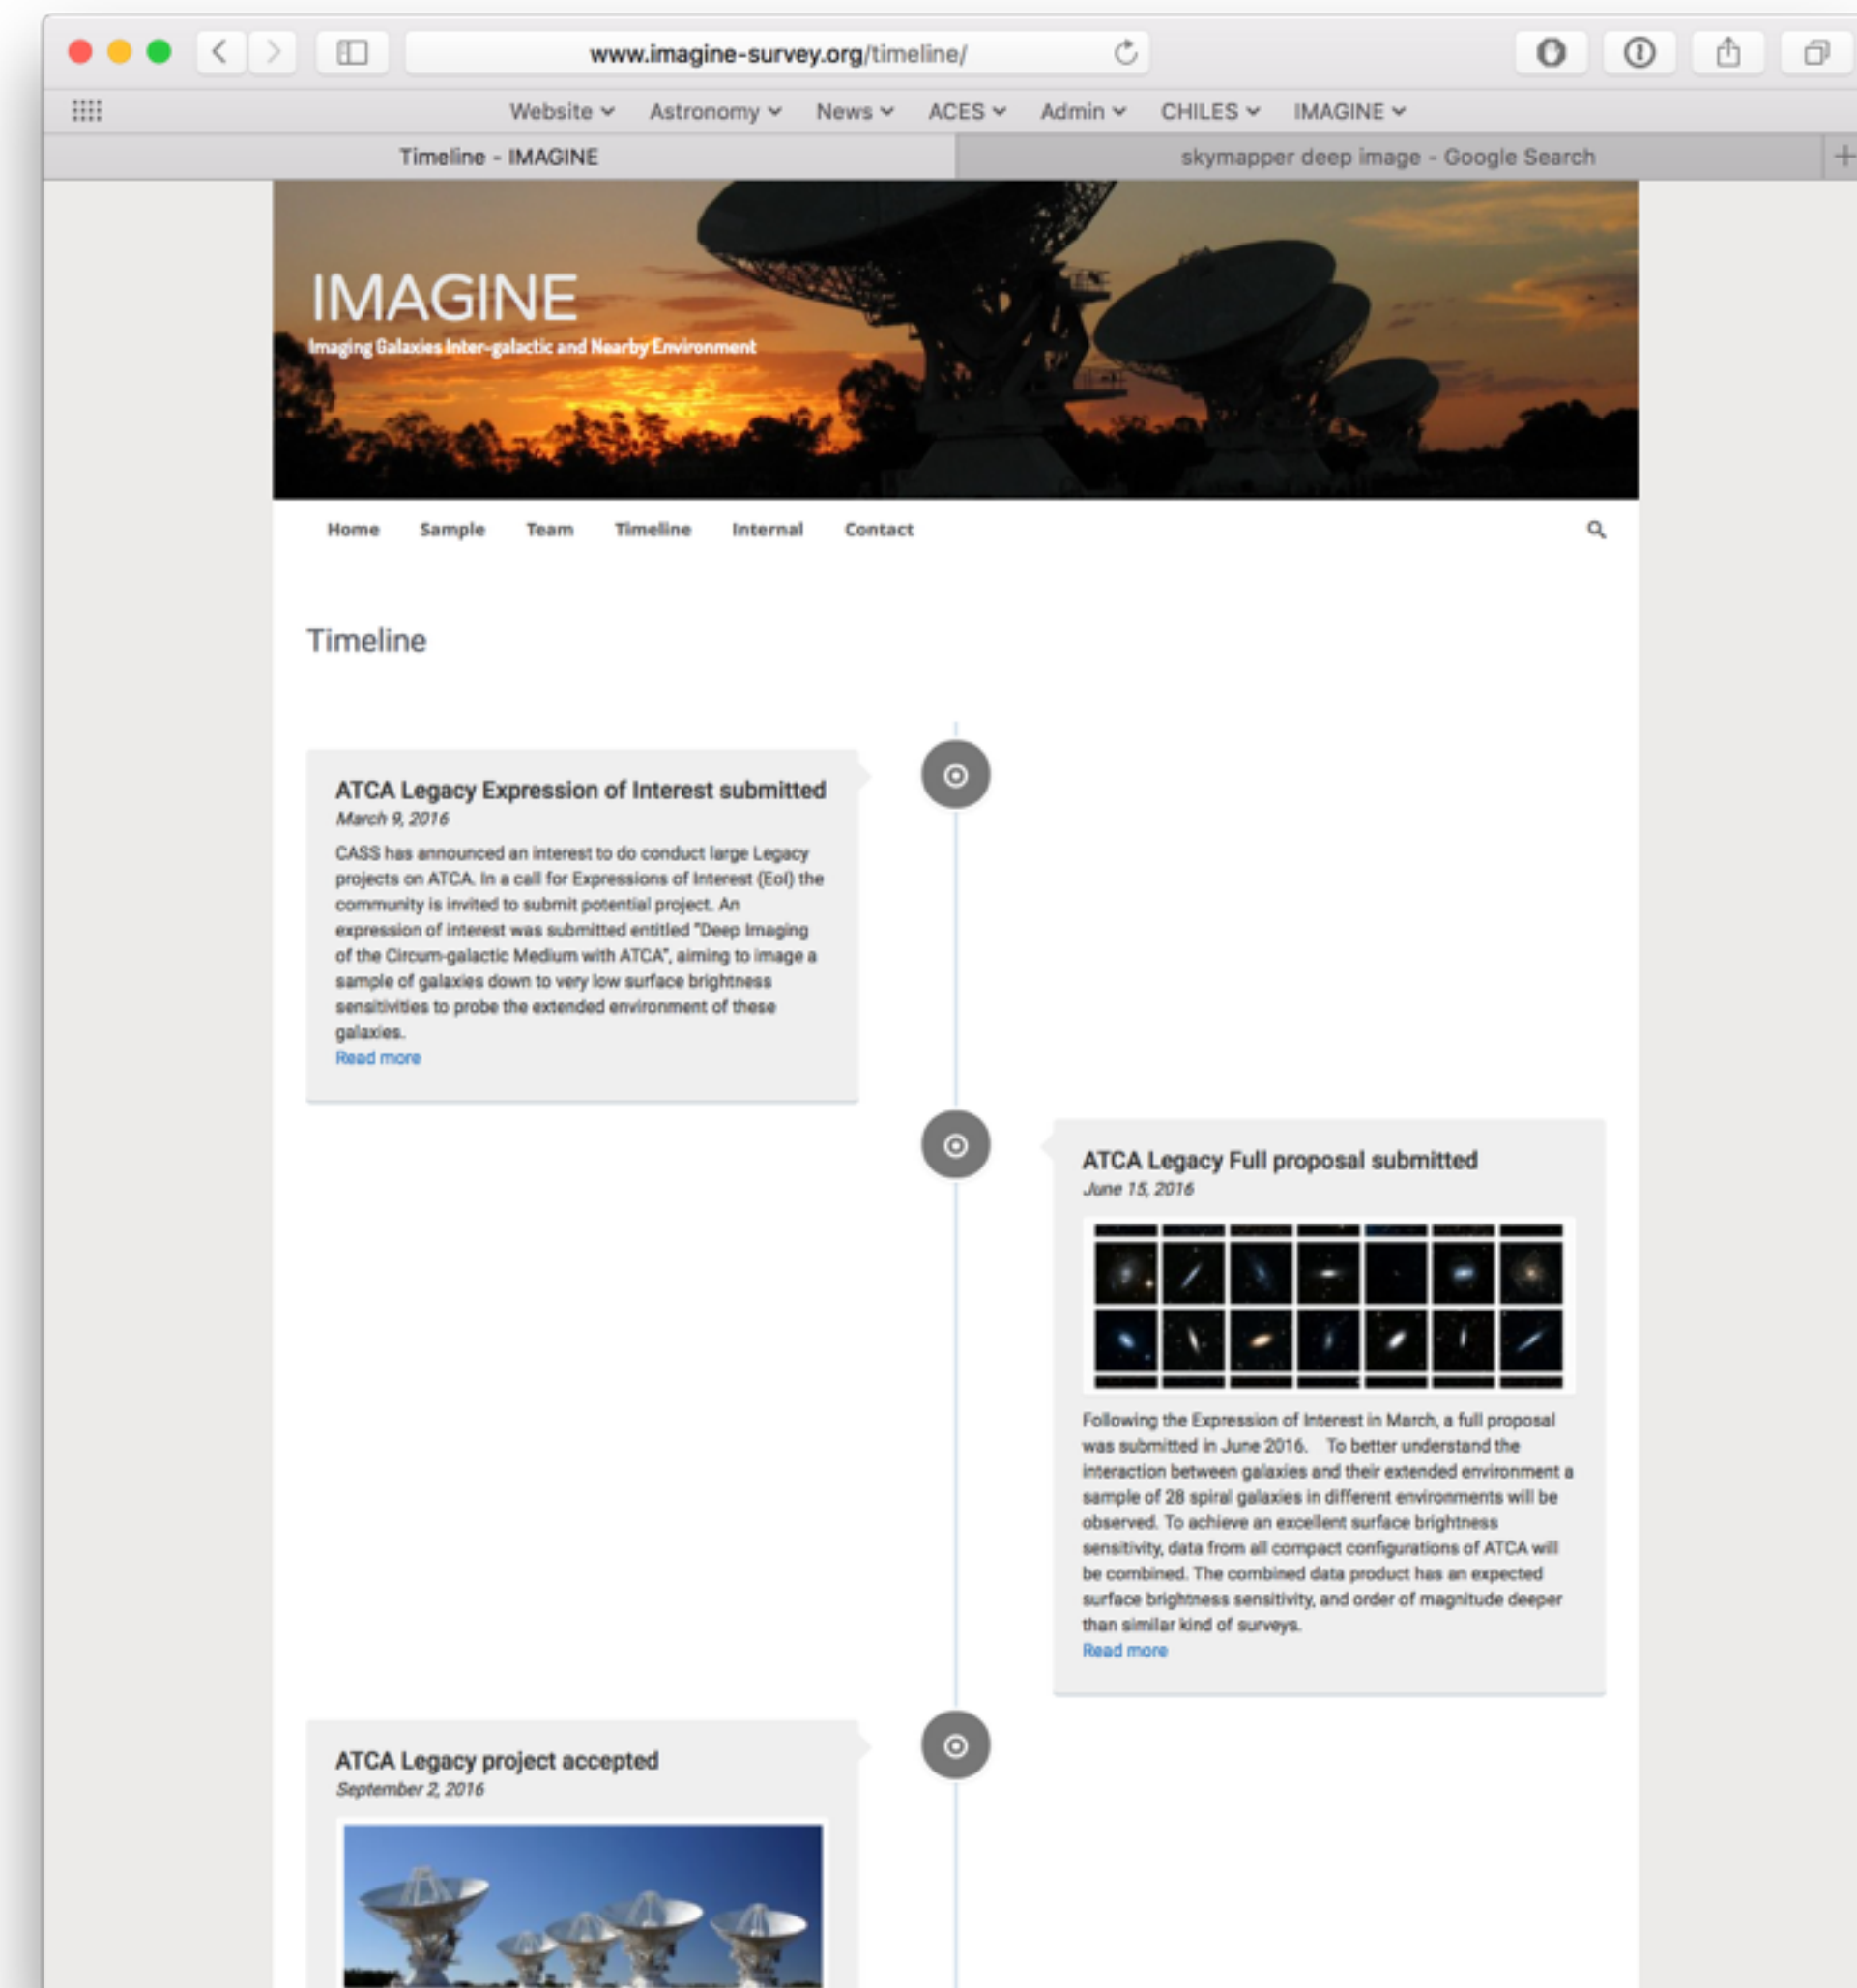 www.imagine-survey.org/timeline/
Website Astronomy News ACES Admin CHILES IMAGINE
Timeline - IMAGINE
skymapper deep image - Google Search
IMAGINE
Imaging Galaxies Inter-galactic and Nearby Environment
Home Sample Team Timeline Internal Contact
Timeline
ATCA Legacy Expression of Interest submitted
March 9, 2016
CASS has announced an interest to do conduct large Legacy
projects on ATCA. In a call for Expressions of Interest (EoI) the
community is invited to submit potential project. An
expression of interest was submitted entitled "Deep Imaging
of the Circum-galactic Medium with ATCA", aiming to image a
sample of galaxies down to very low surface brightness
sensitivities to probe the extended environment of these
galaxies.
Read more
ATCA Legacy Full proposal submitted
June 15, 2016
Following the Expression of Interest in March, a full proposal
was submitted in June 2016. To better understand the
interaction between galaxies and their extended environment a
sample of 28 spiral galaxies in different environments will be
observed. To achieve an excellent surface brightness
sensitivity, data from all compact configurations of ATCA will
be combined. The combined data product has an expected
surface brightness sensitivity, and order of magnitude deeper
than similar kind of surveys.
Read more
ATCA Legacy project accepted
September 2, 2016